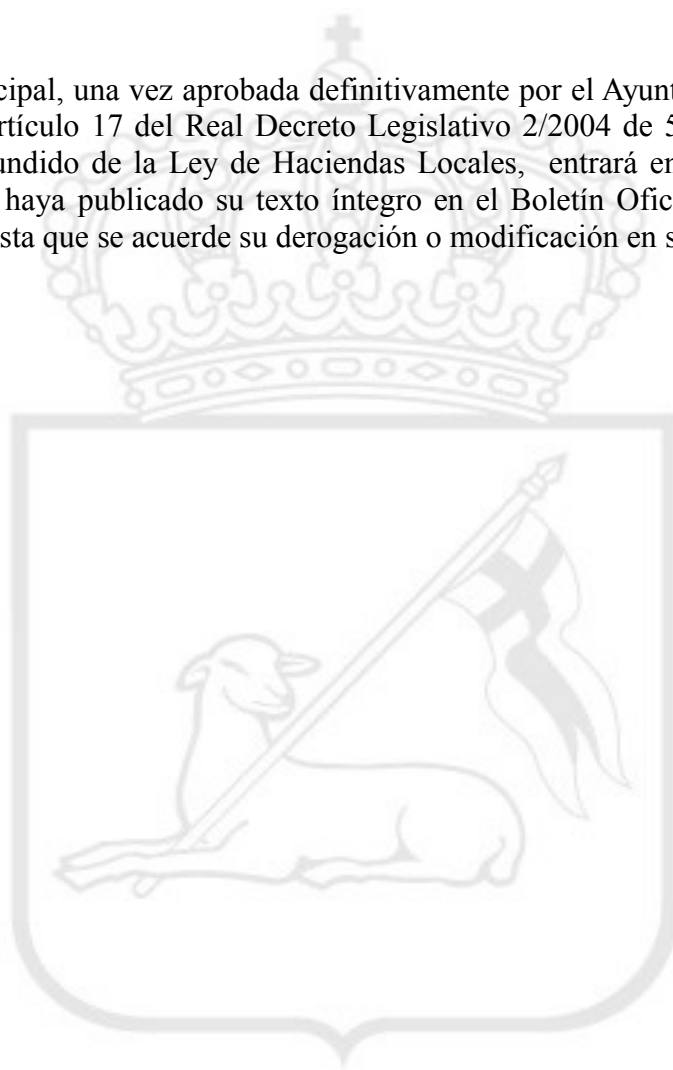 cipal, una vez aprobada definitivamente por el Ayunt
rtículo 17 del Real Decreto Legislativo 2/2004 de 5
undido de la Ley de Haciendas Locales, entrará en
haya publicado su texto íntegro en el Boletín Ofic
sta que se acuerde su derogación o modificación en s